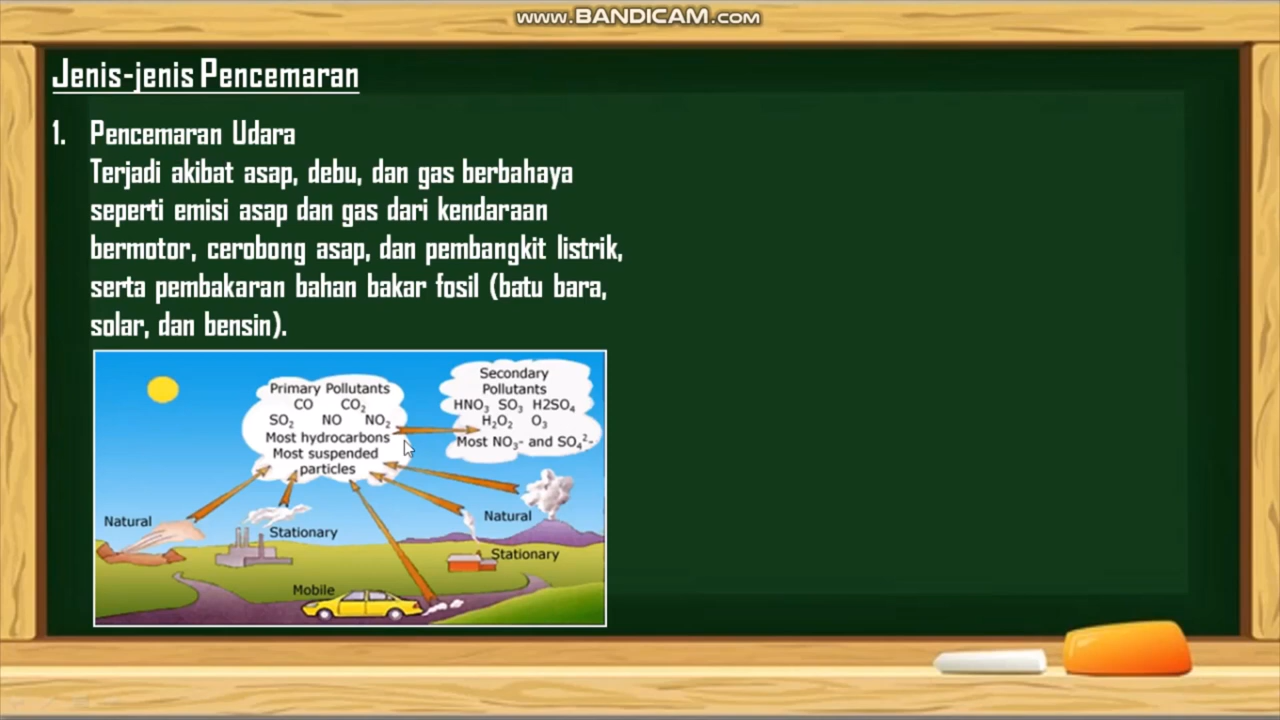 www.BANDICAM.com
Jenis-jenis Pencemaran
1. Pencemaran Udara
Terjadi akibat asap, debu, dan gas berbahaya
seperti emisi asap dan gas dari kendaraan
bermotor, cerobong asap, dan pembangkit listrik,
serta pembakaran bahan bakar fosil (batu bara,
solar, dan bensin).
Primary Pollutants
CO CO₂
SO₂ NO NO₂
Most hydrocarbons
Most suspended
particles
Secondary
Pollutants
HNO₃ SO₃ H2SO₄
H₂O₂ O₃
Most NO₃- and SO₄²-
Natural
Stationary
Natural
Stationary
Mobile